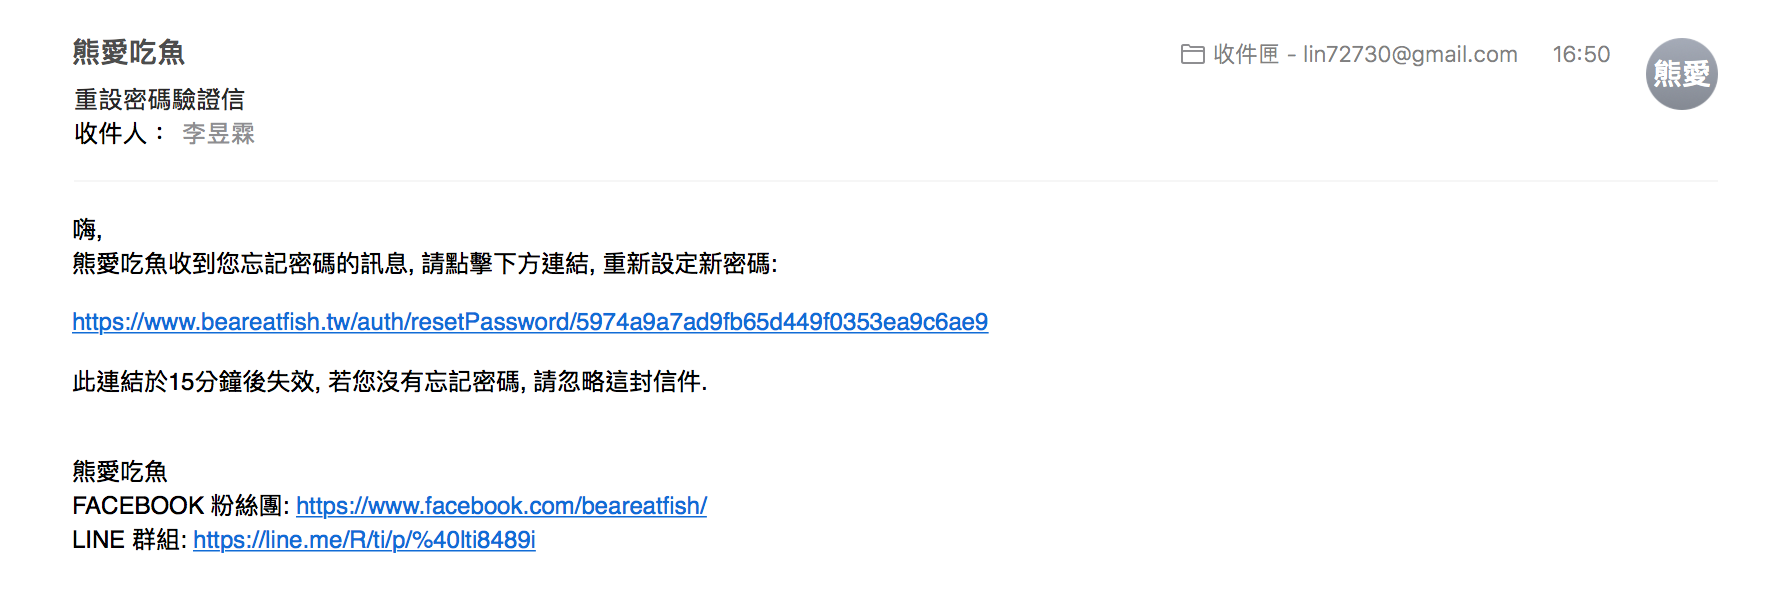 熊愛吃魚
收件匣 - lin72730@gmail.com 16:50
熊愛
重設密碼驗證信
收件人： 李昱霖
嗨,
熊愛吃魚收到您忘記密碼的訊息, 請點擊下方連結, 重新設定新密碼:
https://www.beareatfish.tw/auth/resetPassword/5974a9a7ad9fb65d449f0353ea9c6ae9
此連結於15分鐘後失效, 若您沒有忘記密碼, 請忽略這封信件.
熊愛吃魚
FACEBOOK 粉絲團: https://www.facebook.com/beareatfish/
LINE 群組: https://line.me/R/ti/p/%40lti8489i